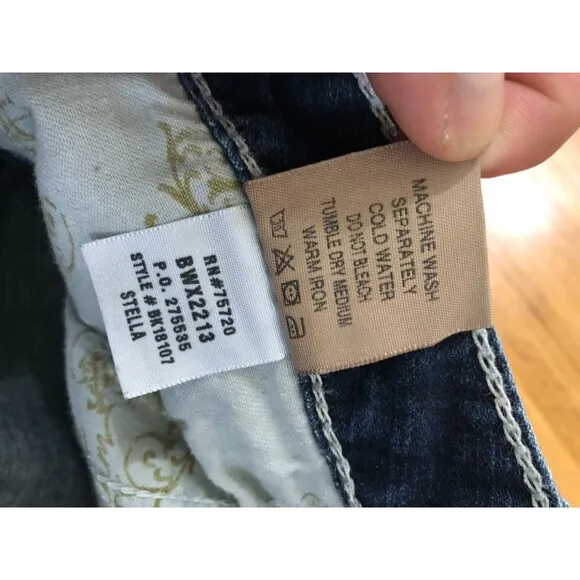 RN#75720
BWX2213
P.O. 275535
STYLE # BK18107
STELLA
MACHINE WASH
SEPARATELY
COLD WATER
DO NOT BLEACH
TUMBLE DRY MEDIUM
WARM IRON